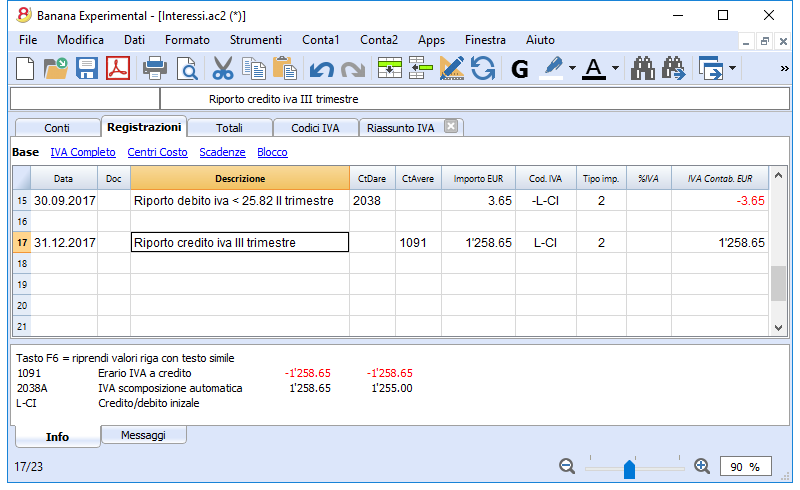 Banana Experimental - [Interessi.ac2 (*)]
File Modifica Dati Formato Strumenti Conta1 Conta2 Apps Finestra Aiuto
G A »
Riporto credito iva III trimestre
Conti Registrazioni Totali Codici IVA Riassunto IVA
Base IVA Completo Centri Costo Scadenze Blocco
Data Doc Descrizione CtDare CtAvere Importo EUR Cod. IVA Tipo imp. %IVA IVA Contab. EUR
15 30.09.2017 Riporto debito iva < 25.82 II trimestre 2038 3.65 -L-CI 2 -3.65
16
17 31.12.2017 Riporto credito iva III trimestre 1091 1'258.65 L-CI 2 1'258.65
18
19
20
21
Tasto F6 = riprendi valori riga con testo simile
1091 Erario IVA a credito -1'258.65 -1'258.65
2038A IVA scomposizione automatica 1'258.65 1'255.00
L-CI Credito/debito inizale
Info Messaggi
17/23 90 %